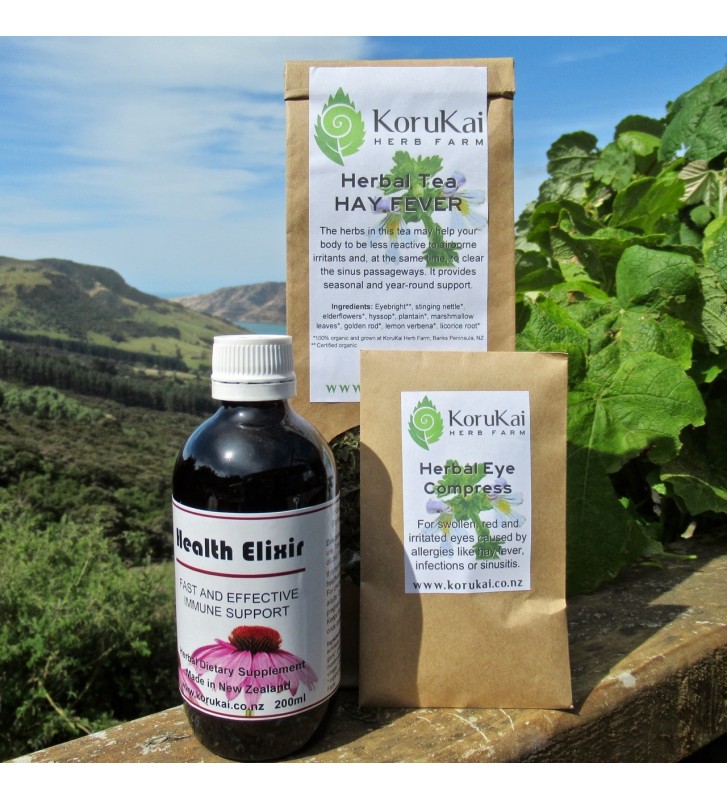 KoruKai
HERB FARM
Herbal Tea
HAY FEVER
The herbs in this tea may help your
body to be less reactive to airborne
irritants and, at the same time, to clear
the sinus passageways. It provides
seasonal and year-round support.
Ingredients: Eyebright**, stinging nettle*,
elderflowers*, hyssop*, plantain*, marshmallow
leaves*, golden rod*, lemon verbena*, licorice root*
*100% organic and grown at KoruKai Herb Farm, Banks Peninsula, NZ
** Certified organic
www.
KoruKai
HERB FARM
Herbal Eye
Compress
For swollen, red and
irritated eyes caused by
allergies like hay fever,
infections or sinusitis.
www.korukai.co.nz
Health Elixir
FAST AND EFFECTIVE
IMMUNE SUPPORT
Herbal Dietary Supplement
Made in New Zealand
www.korukai.co.nz 200ml